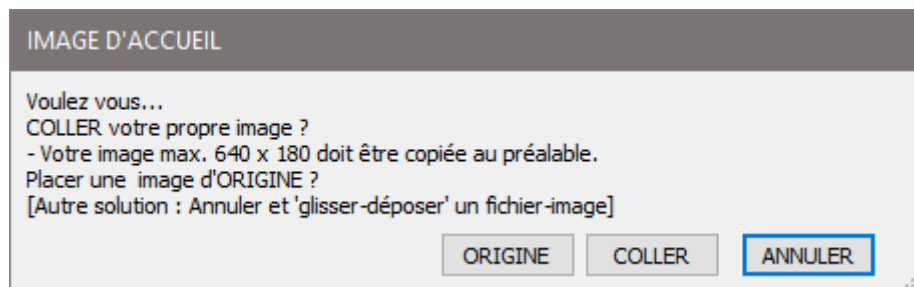 IMAGE D'ACCUEIL
Voulez vous...
COLLER votre propre image ?
- Votre image max. 640 x 180 doit être copiée au préalable.
Placer une  image d'ORIGINE ?
[Autre solution : Annuler et 'glisser-déposer' un fichier-image]
ORIGINE COLLER ANNULER